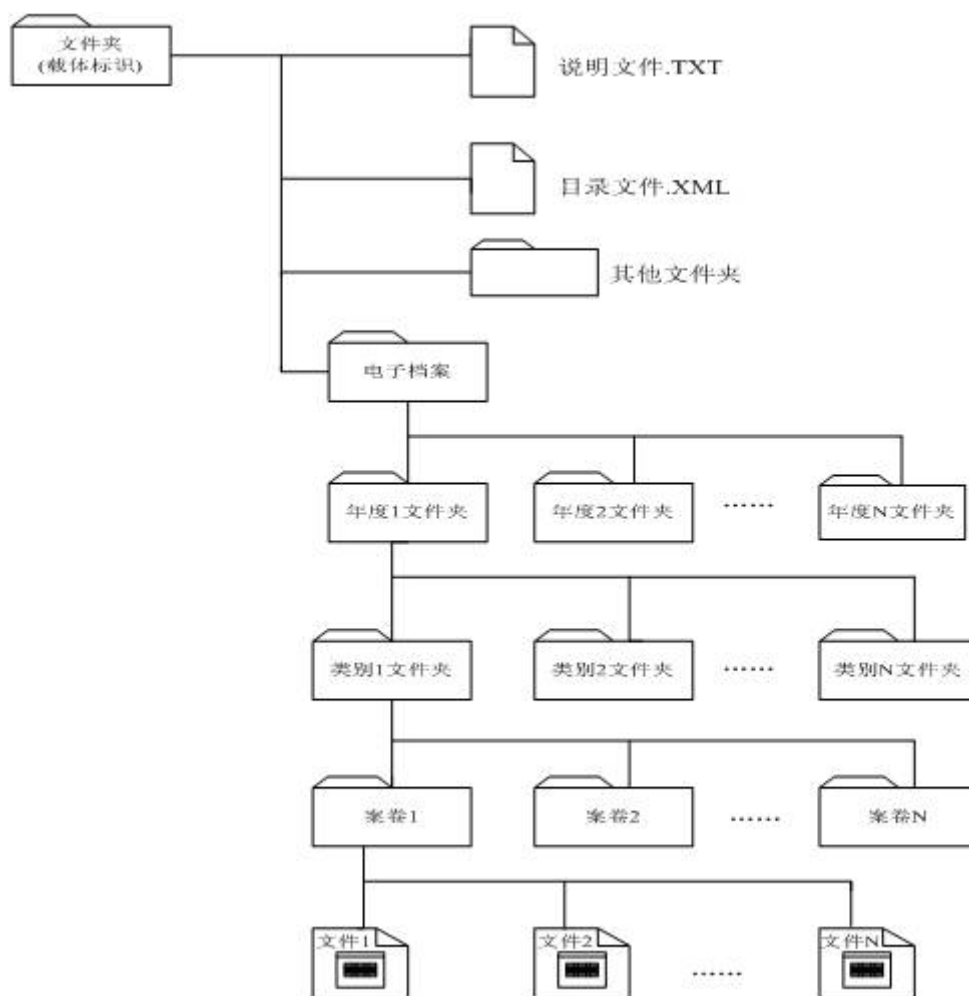 文件夹
(载体标识)
说明文件.TXT
目录文件.XML
其他文件夹
电子档案
年度1文件夹
年度2文件夹
……
年度N文件夹
类别1文件夹
类别2文件夹
……
类别N文件夹
案卷1
案卷2
……
案卷N
文件1
文件2
……
文件N